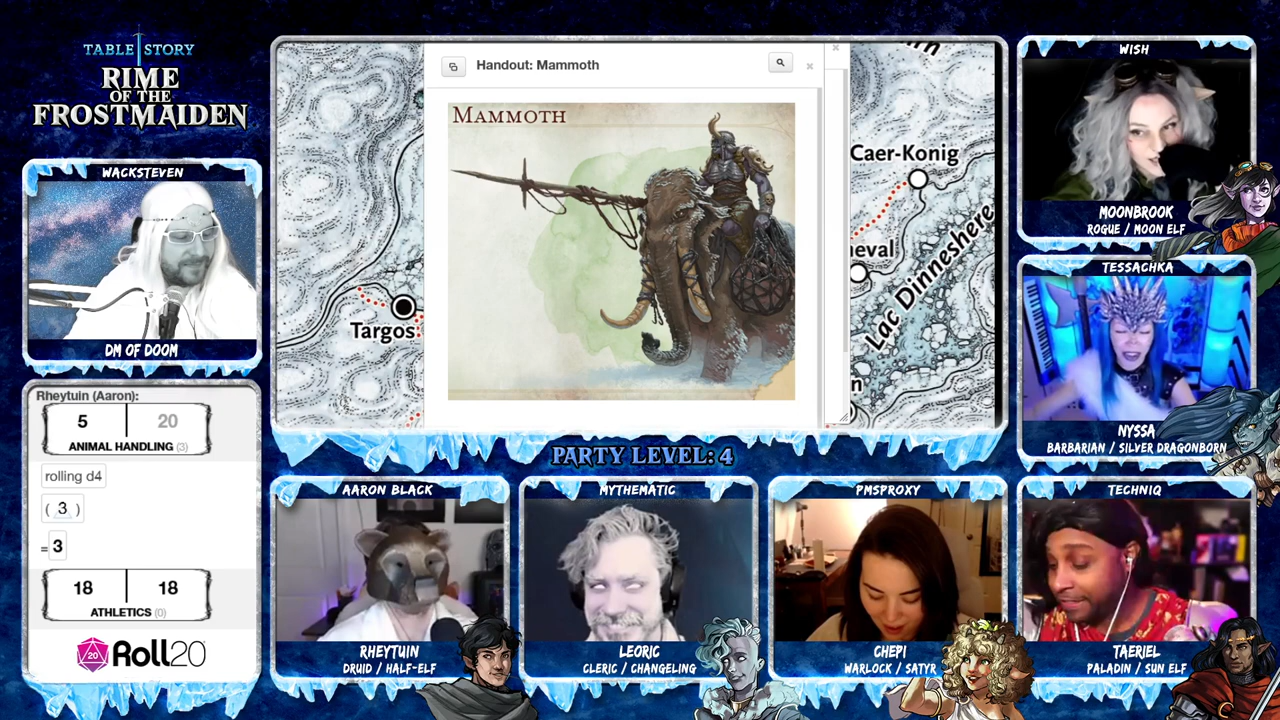 TABLE STORY
RIME
OF THE
FROSTMAIDEN
WACKSTEVEN
DM OF DOOM
Rheytuin (Aaron):
5 20
ANIMAL HANDLING (3)
rolling d4
( 3 )
=3
18 18
ATHLETICS (0)
20 Roll20
Handout: Mammoth
MAMMOTH
Targos
Caer-Konig
Lac Dinneshere
PARTY LEVEL: 4
WISH
MOONBROOK
ROGUE / MOON ELF
TESSACHKA
NYSSA
BARBARIAN / SILVER DRAGONBORN
AARON BLACK
RHEYTUIN
DRUID / HALF-ELF
MYTHEMATIC
LEORIC
CLERIC / CHANGELING
PMSPROXY
CHEPI
WARLOCK / SATYR
TECHNIQ
TAERIEL
PALADIN / SUN ELF